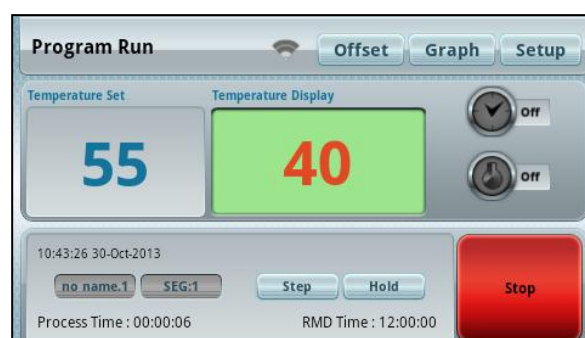 Program Run Offset Graph Setup
Temperature Set Temperature Display
55 40 Off
Off
10:43:26 30-Oct-2013
no name.1 SEG:1 Step Hold Stop
Process Time : 00:00:06 RMD Time : 12:00:00